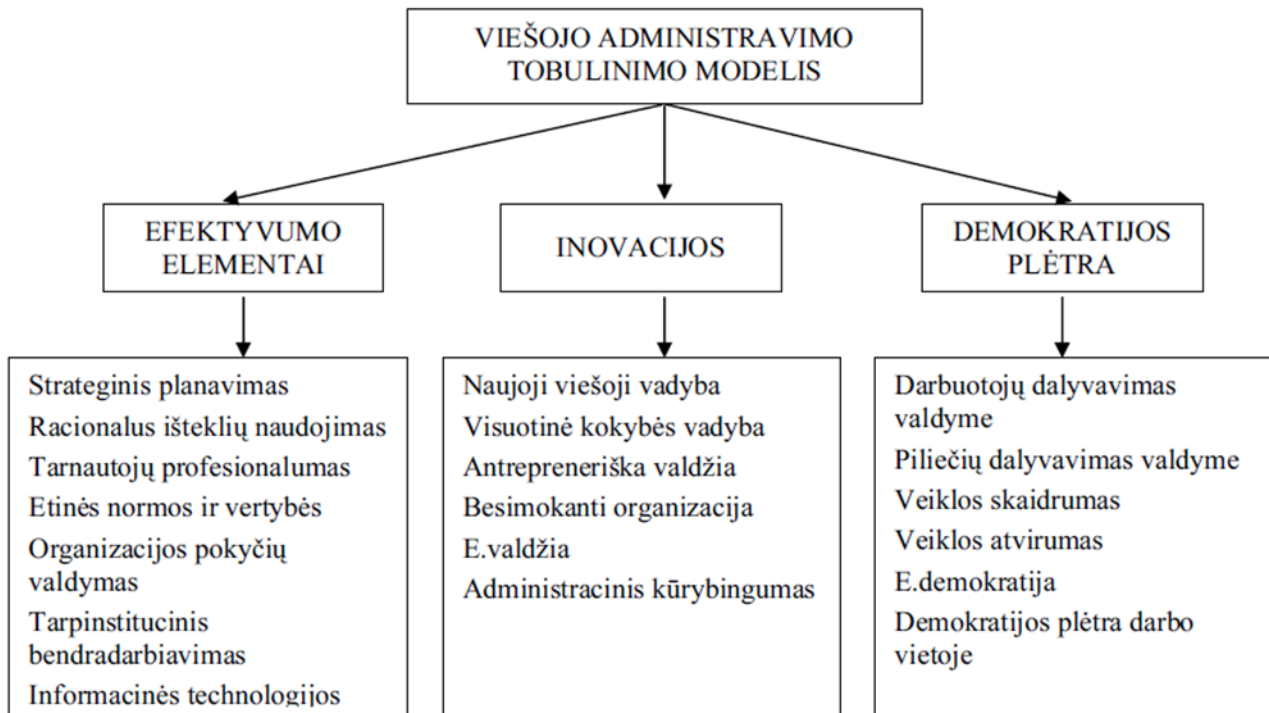 VIEŠOJO ADMINISTRAVIMO
TOBULINIMO MODELIS
EFEKTYVUMO
ELEMENTAI
INOVACIJOS
DEMOKRATIJOS
PLĖTRA
Strateginis planavimas
Racionalus išteklių naudojimas
Tarnautojų profesionalumas
Etinės normos ir vertybės
Organizacijos pokyčių
valdymas
Tarpinstitucinis
bendradarbiavimas
Informacinės technologijos
Naujoji viešoji vadyba
Visuotinė kokybės vadyba
Antrepreneriška valdžia
Besimokanti organizacija
E.valdžia
Administracinis kūrybingumas
Darbuotojų dalyvavimas
valdyme
Piliečių dalyvavimas valdyme
Veiklos skaidrumas
Veiklos atvirumas
E.demokratija
Demokratijos plėtra darbo
vietoje